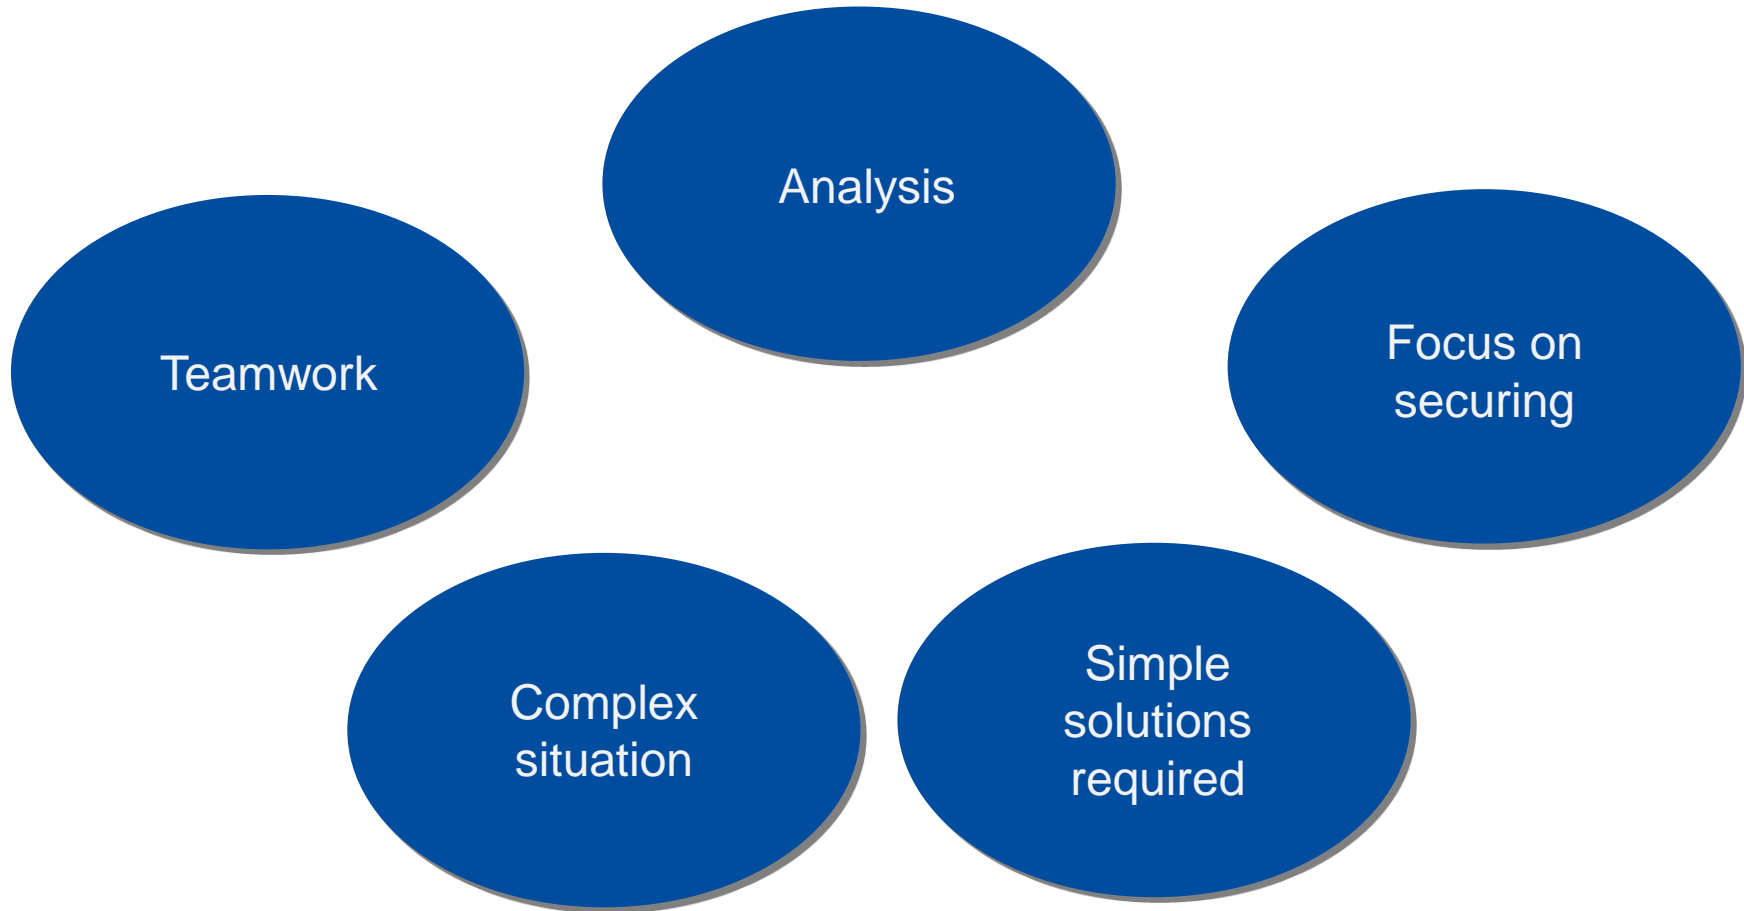 Analysis
Teamwork
Focus on
securing
Complex
situation
Simple
solutions
required